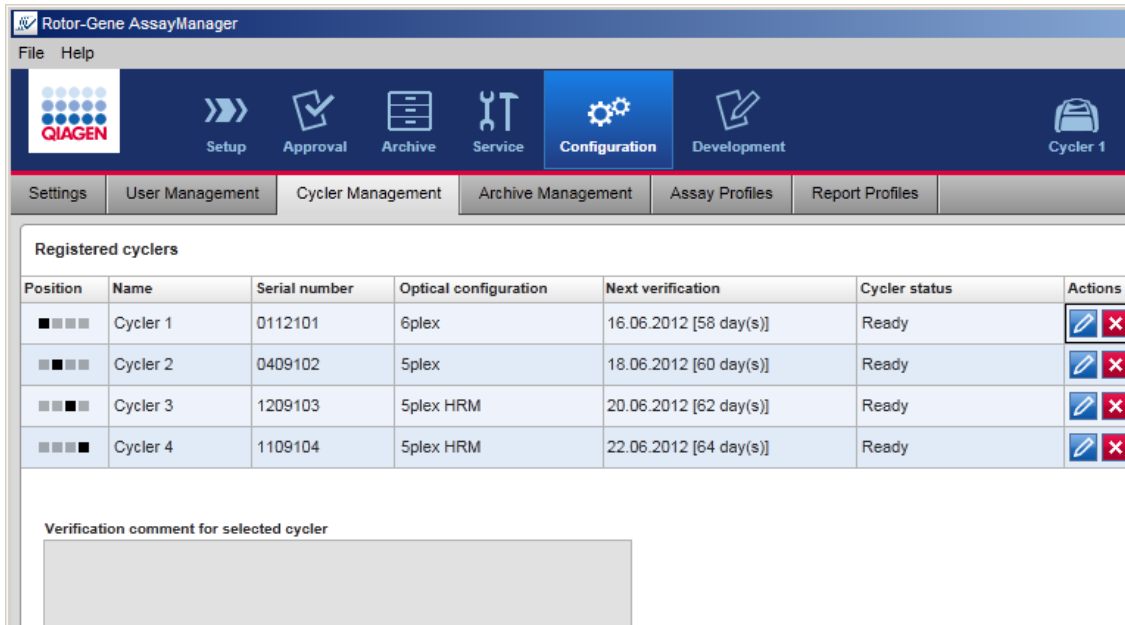 Rotor-Gene AssayManager
File Help
QIAGEN
Setup Approval Archive Service Configuration Development Cycler 1
Settings User Management Cycler Management Archive Management Assay Profiles Report Profiles
Registered cyclers
Position Name Serial number Optical configuration Next verification Cycler status Actions
Cycler 1 0112101 6plex 16.06.2012 [58 day(s)] Ready
Cycler 2 0409102 5plex 18.06.2012 [60 day(s)] Ready
Cycler 3 1209103 5plex HRM 20.06.2012 [62 day(s)] Ready
Cycler 4 1109104 5plex HRM 22.06.2012 [64 day(s)] Ready
Verification comment for selected cycler